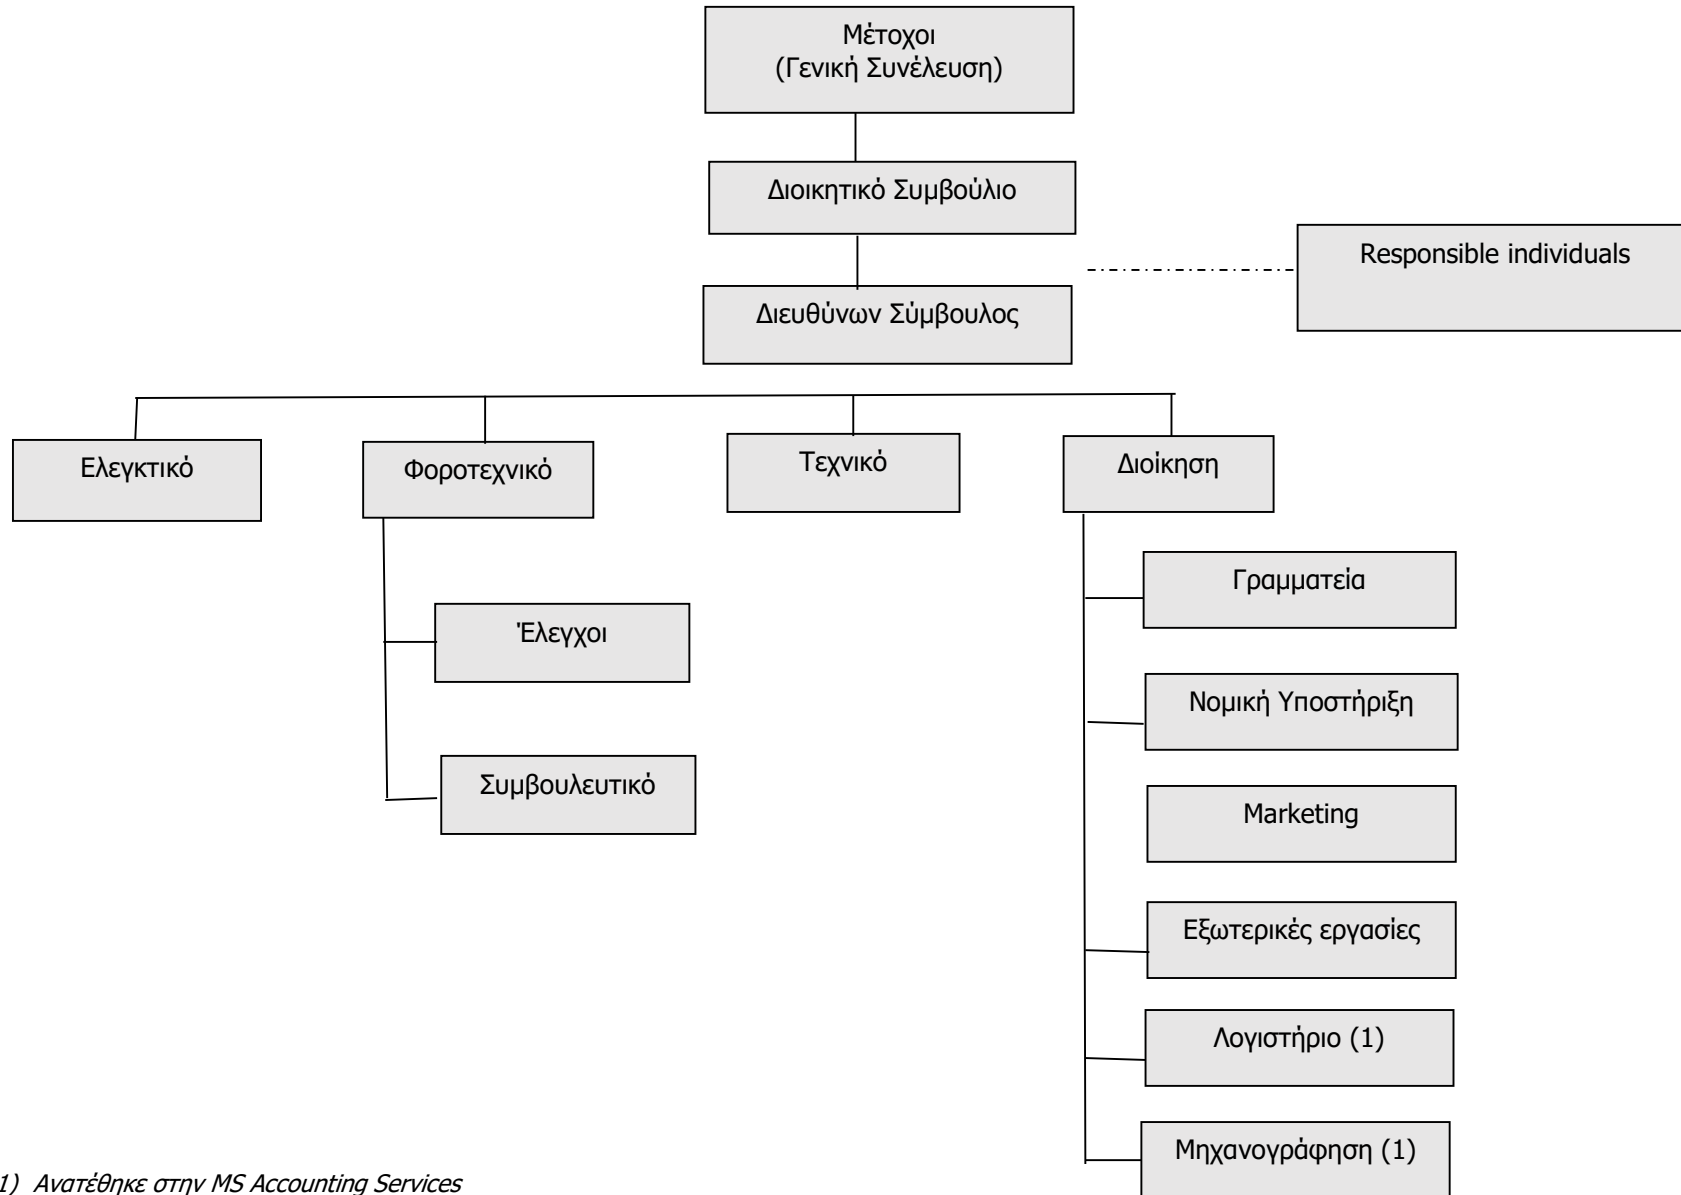 Μέτοχοι
(Γενική Συνέλευση)
Διοικητικό Συμβούλιο
Responsible individuals
Διευθύνων Σύμβουλος
Ελεγκτικό
Φοροτεχνικό
Τεχνικό
Διοίκηση
Γραμματεία
Έλεγχοι
Νομική Υποστήριξη
Συμβουλευτικό
Marketing
Εξωτερικές εργασίες
Λογιστήριο (1)
Μηχανογράφηση (1)
1) Ανατέθηκε στην MS Accounting Services